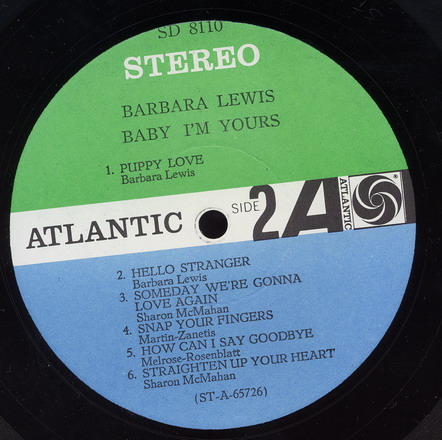 SD 8110
STEREO
BARBARA LEWIS
BABY I'M YOURS
1. PUPPY LOVE
Barbara Lewis
ATLANTIC
SIDE 2
A
ATLANTIC
®
2. HELLO STRANGER
Barbara Lewis
3. SOMEDAY WE'RE GONNA
LOVE AGAIN
Sharon McMahan
4. SNAP YOUR FINGERS
Martin-Zanetis
5. HOW CAN I SAY GOODBYE
Melrose-Rosenblatt
6. STRAIGHTEN UP YOUR HEART
Sharon McMahan
(ST-A-65726)